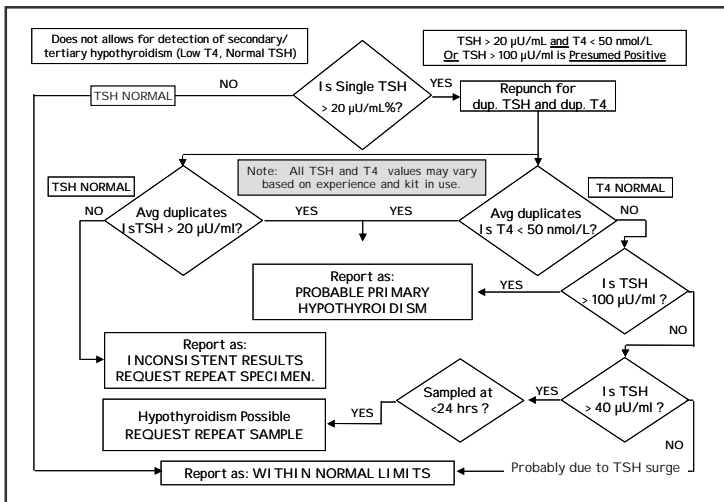 Does not allows for detection of secondary/
tertiary hypothyroidism (Low T4, Normal TSH)
TSH > 20 µU/mL and T4 < 50 nmol/L
Or TSH > 100 µU/ml is Presumed Positive
NO
Is Single TSH
> 20 µU/mL%?
YES
TSH NORMAL
Repunch for
dup. TSH and dup. T4
Note: All TSH and T4 values may vary
based on experience and kit in use.
TSH NORMAL
T4 NORMAL
NO
Avg duplicates
IsTSH > 20 µU/ml?
YES
YES
Avg duplicates
Is T4 < 50 nmol/L?
NO
Report as:
PROBABLE PRIMARY
HYPOTHYROIDISM
YES
Is TSH
> 100 µU/ml ?
NO
Report as:
INCONSISTENT RESULTS
REQUEST REPEAT SPECIMEN.
Hypothyroidism Possible
REQUEST REPEAT SAMPLE
YES
Sampled at
<24 hrs ?
YES
Is TSH
> 40 µU/ml ?
NO
Report as: WITHIN NORMAL LIMITS
Probably due to TSH surge